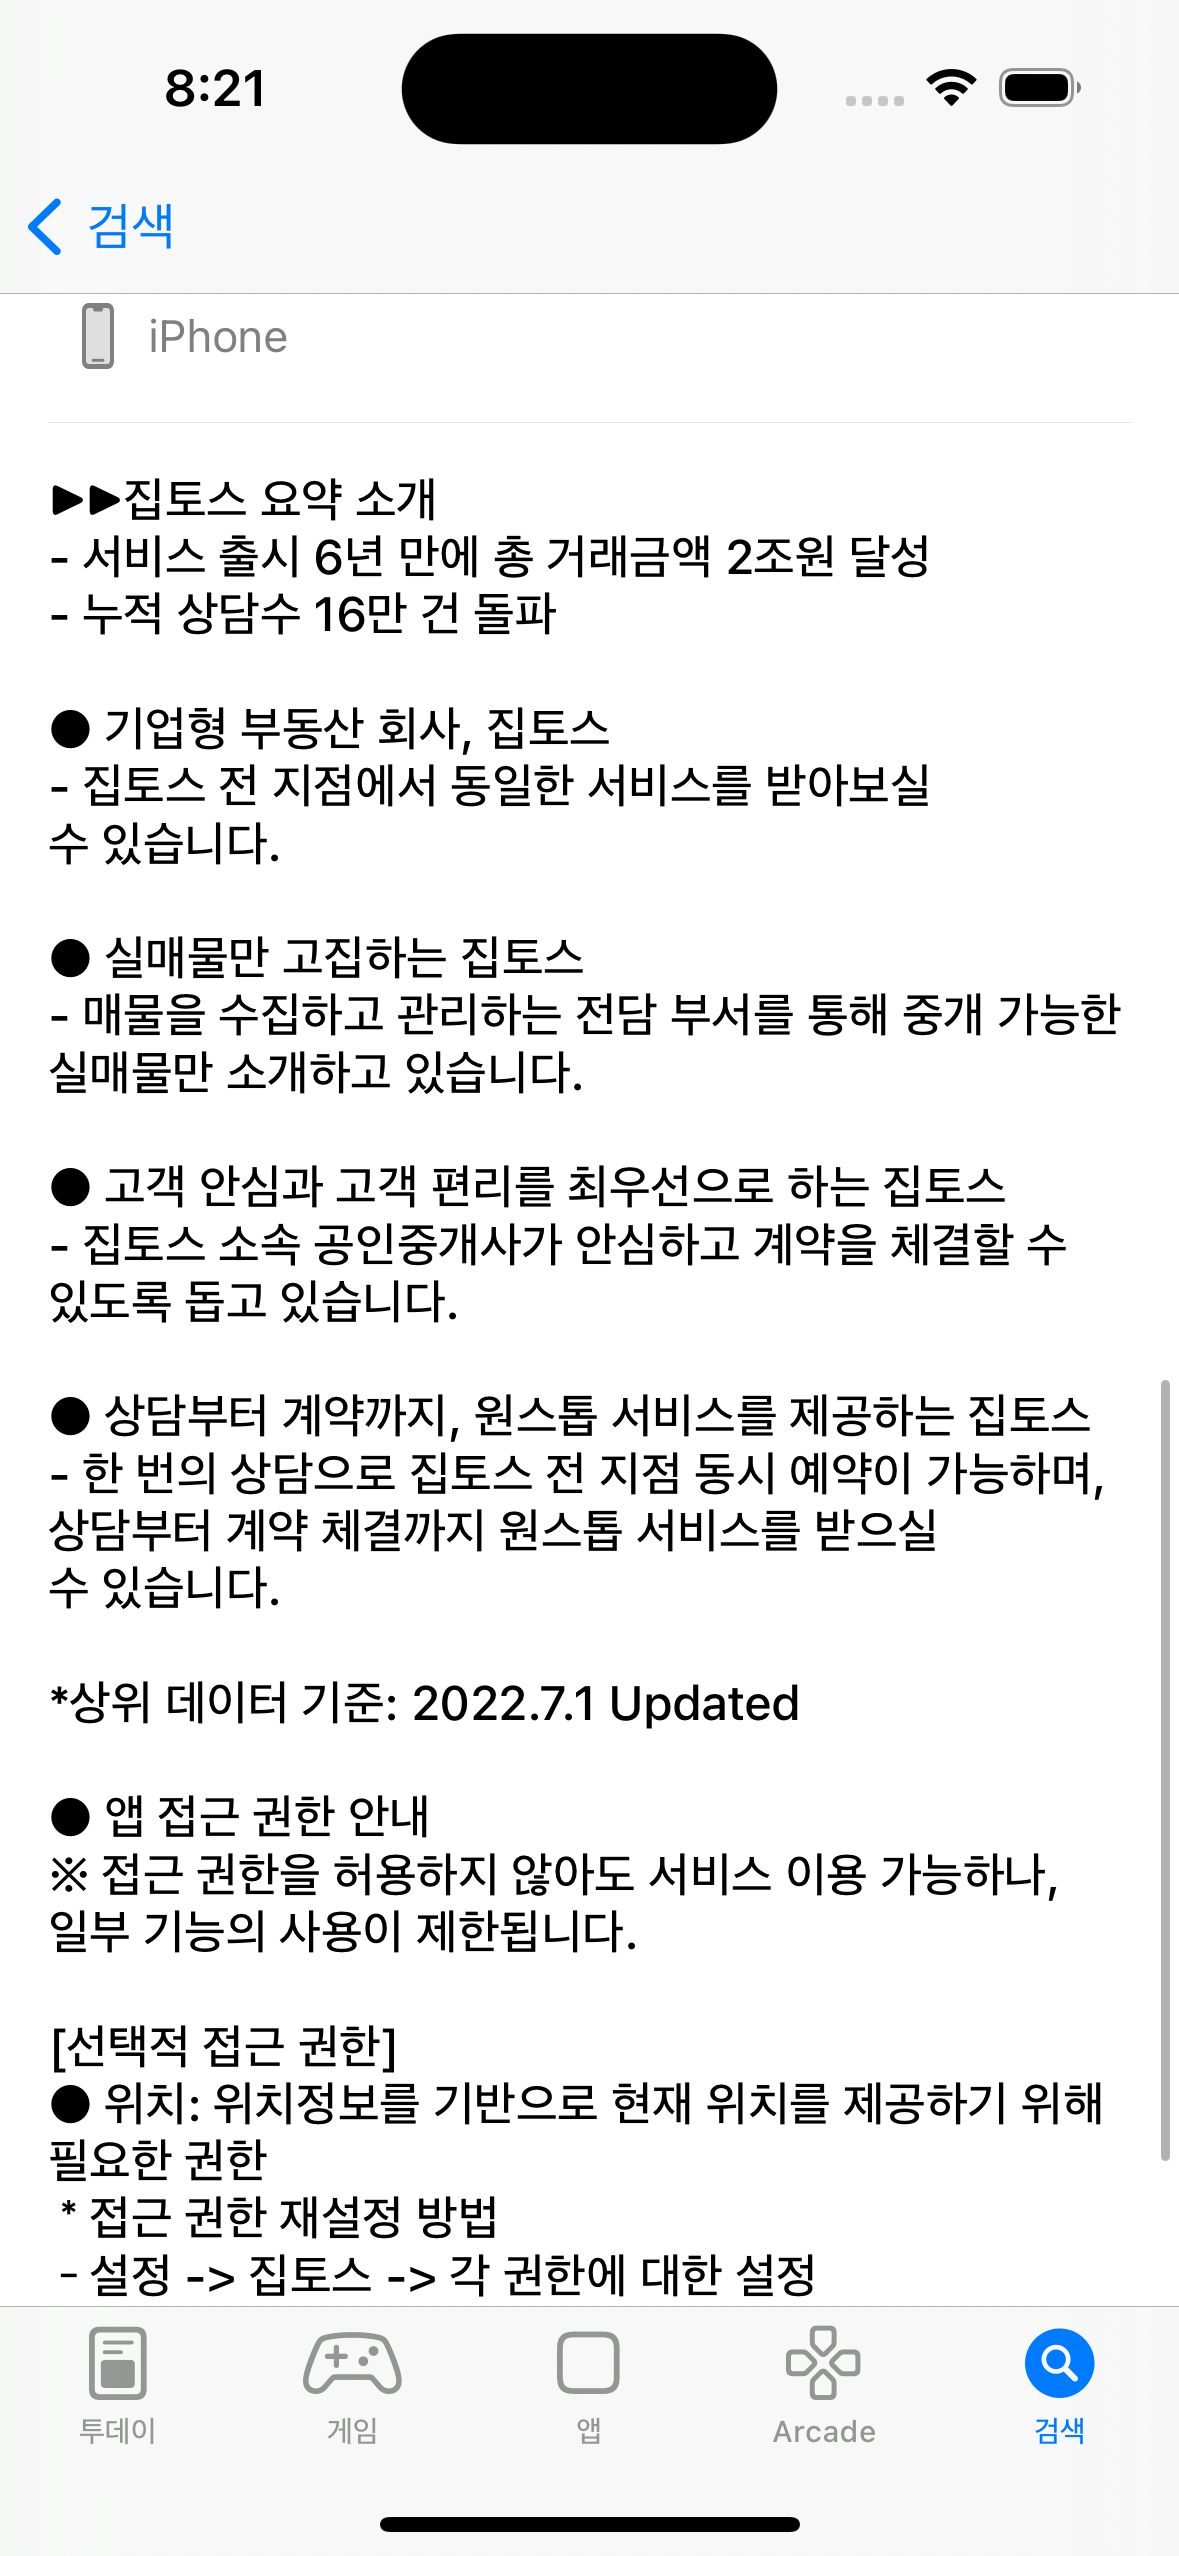 8:21
검색
iPhone
▶▶집토스 요약 소개
- 서비스 출시 6년 만에 총 거래금액 2조원 달성
- 누적 상담수 16만 건 돌파
● 기업형 부동산 회사, 집토스
- 집토스 전 지점에서 동일한 서비스를 받아보실
수 있습니다.
● 실매물만 고집하는 집토스
- 매물을 수집하고 관리하는 전담 부서를 통해 중개 가능한
실매물만 소개하고 있습니다.
● 고객 안심과 고객 편리를 최우선으로 하는 집토스
- 집토스 소속 공인중개사가 안심하고 계약을 체결할 수
있도록 돕고 있습니다.
● 상담부터 계약까지, 원스톱 서비스를 제공하는 집토스
- 한 번의 상담으로 집토스 전 지점 동시 예약이 가능하며,
상담부터 계약 체결까지 원스톱 서비스를 받으실
수 있습니다.
*상위 데이터 기준: 2022.7.1 Updated
● 앱 접근 권한 안내
※ 접근 권한을 허용하지 않아도 서비스 이용 가능하나,
일부 기능의 사용이 제한됩니다.
[선택적 접근 권한]
● 위치: 위치정보를 기반으로 현재 위치를 제공하기 위해
필요한 권한
* 접근 권한 재설정 방법
- 설정 -> 집토스 -> 각 권한에 대한 설정
투데이
게임
앱
Arcade
검색